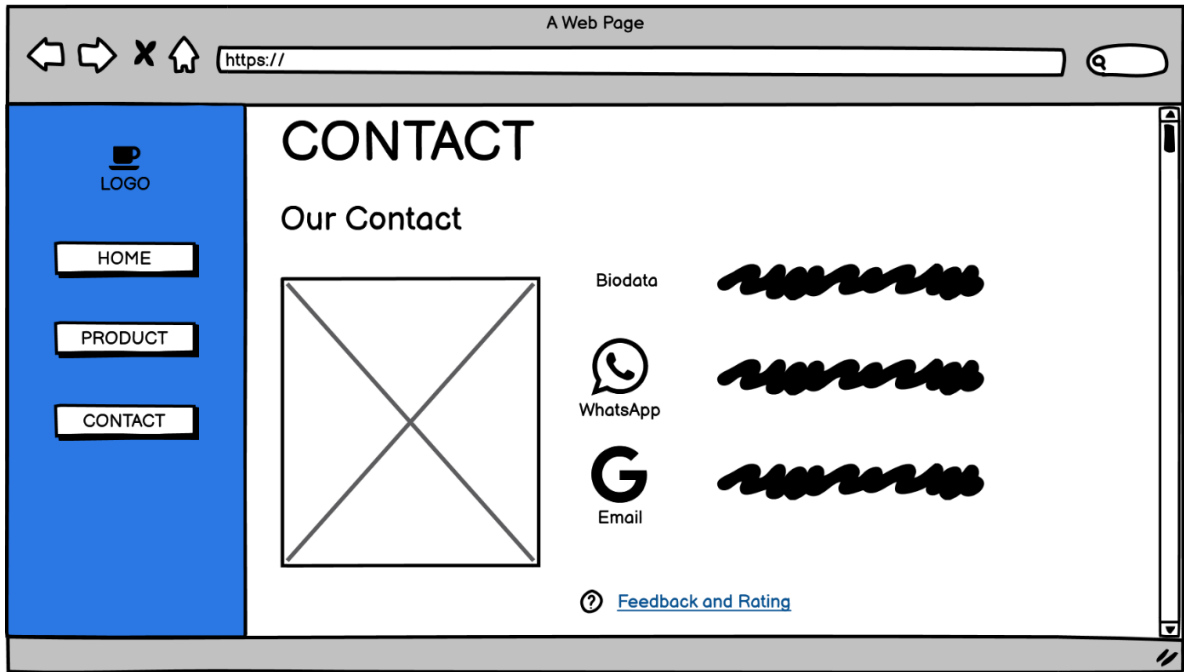 A Web Page
https://
LOGO
HOME
PRODUCT
CONTACT
CONTACT
Our Contact
Biodata
WhatsApp
Email
Feedback and Rating